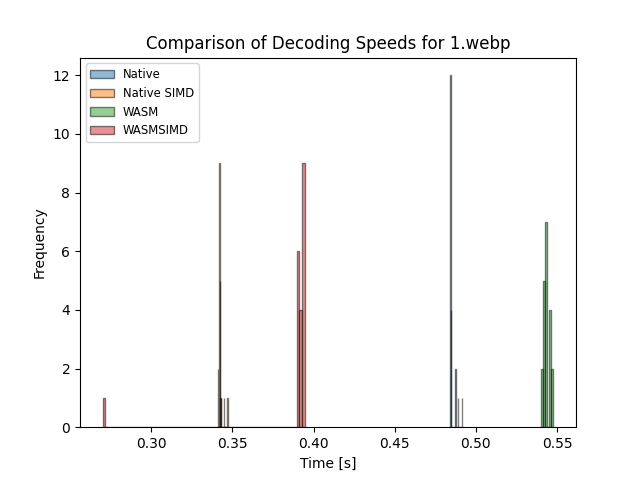 Comparison of Decoding Speeds for 1.webp
Native
Native SIMD
WASM
WASMSIMD
12
10
8
6
4
2
0
Frequency
0.30 0.35 0.40 0.45 0.50 0.55
Time [s]